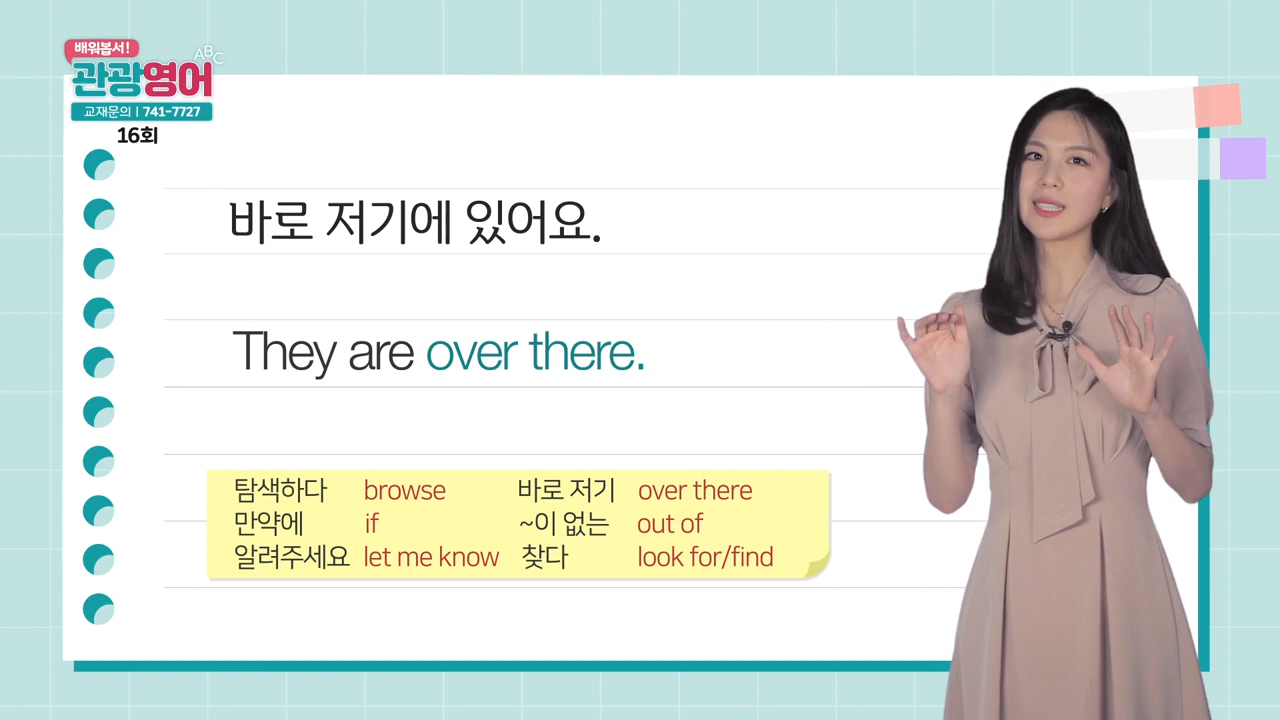 배워봅서!
ABC
관광영어
교재문의 | 741-7727
16회
바로 저기에 있어요.
They are over there.
탐색하다 browse 바로 저기 over there
만약에 if ~이 없는 out of
알려주세요 let me know 찾다 look for/find